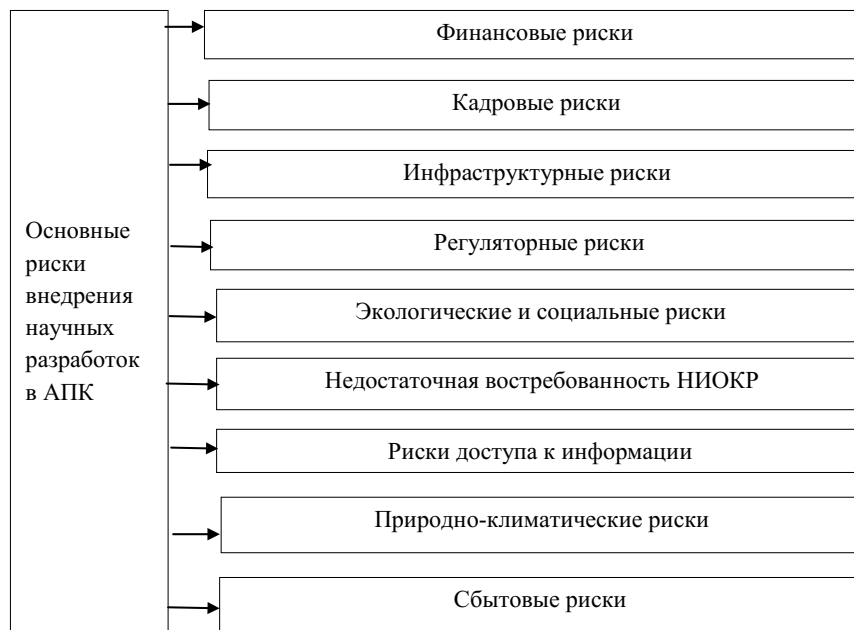 Основные
риски
внедрения
научных
разработок
в АПК
Финансовые риски
Кадровые риски
Инфраструктурные риски
Регуляторные риски
Экологические и социальные риски
Недостаточная востребованность НИОКР
Риски доступа к информации
Природно-климатические риски
Сбытовые риски